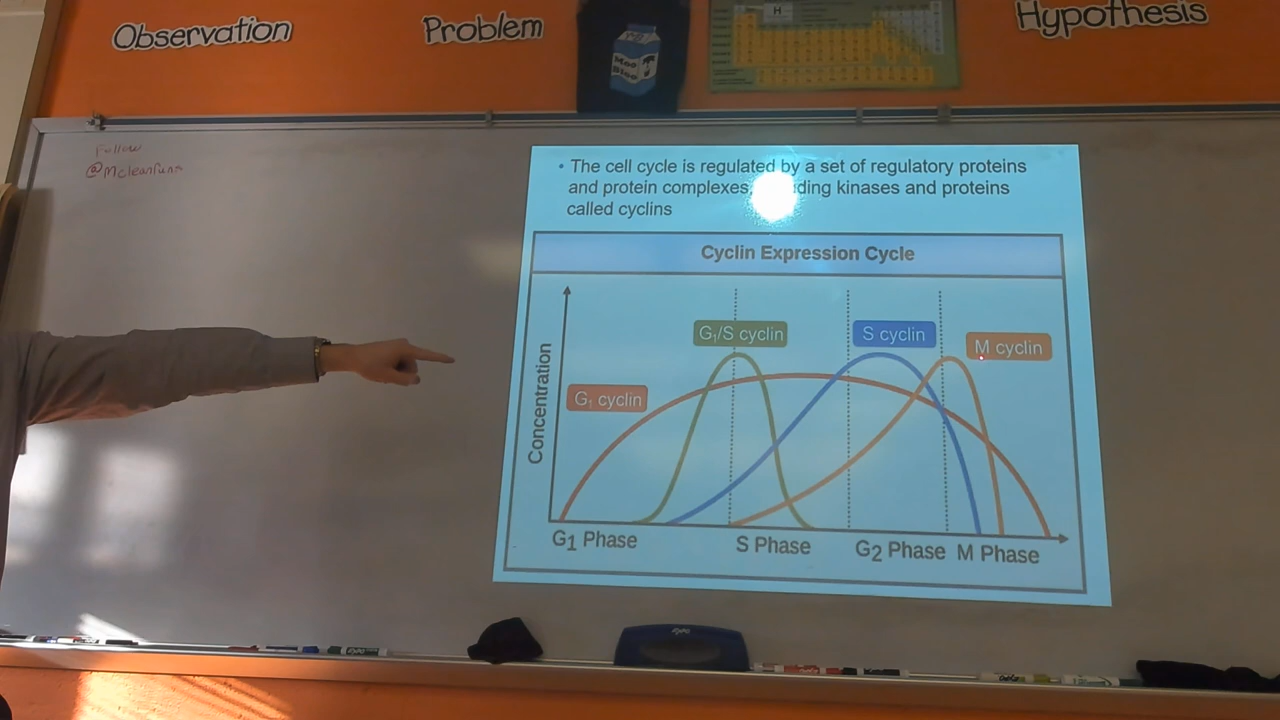 Observation
Problem
Hypothesis
Moo
H
Follow
• The cell cycle is regulated by a set of regulatory proteins
and protein complexes, ding kinases and proteins
called cyclins
Cyclin Expression Cycle
G₁/S cyclin
S cyclin
M cyclin
G₁ cyclin
Concentration
G1 Phase
S Phase
G2 Phase
M Phase
EXPO